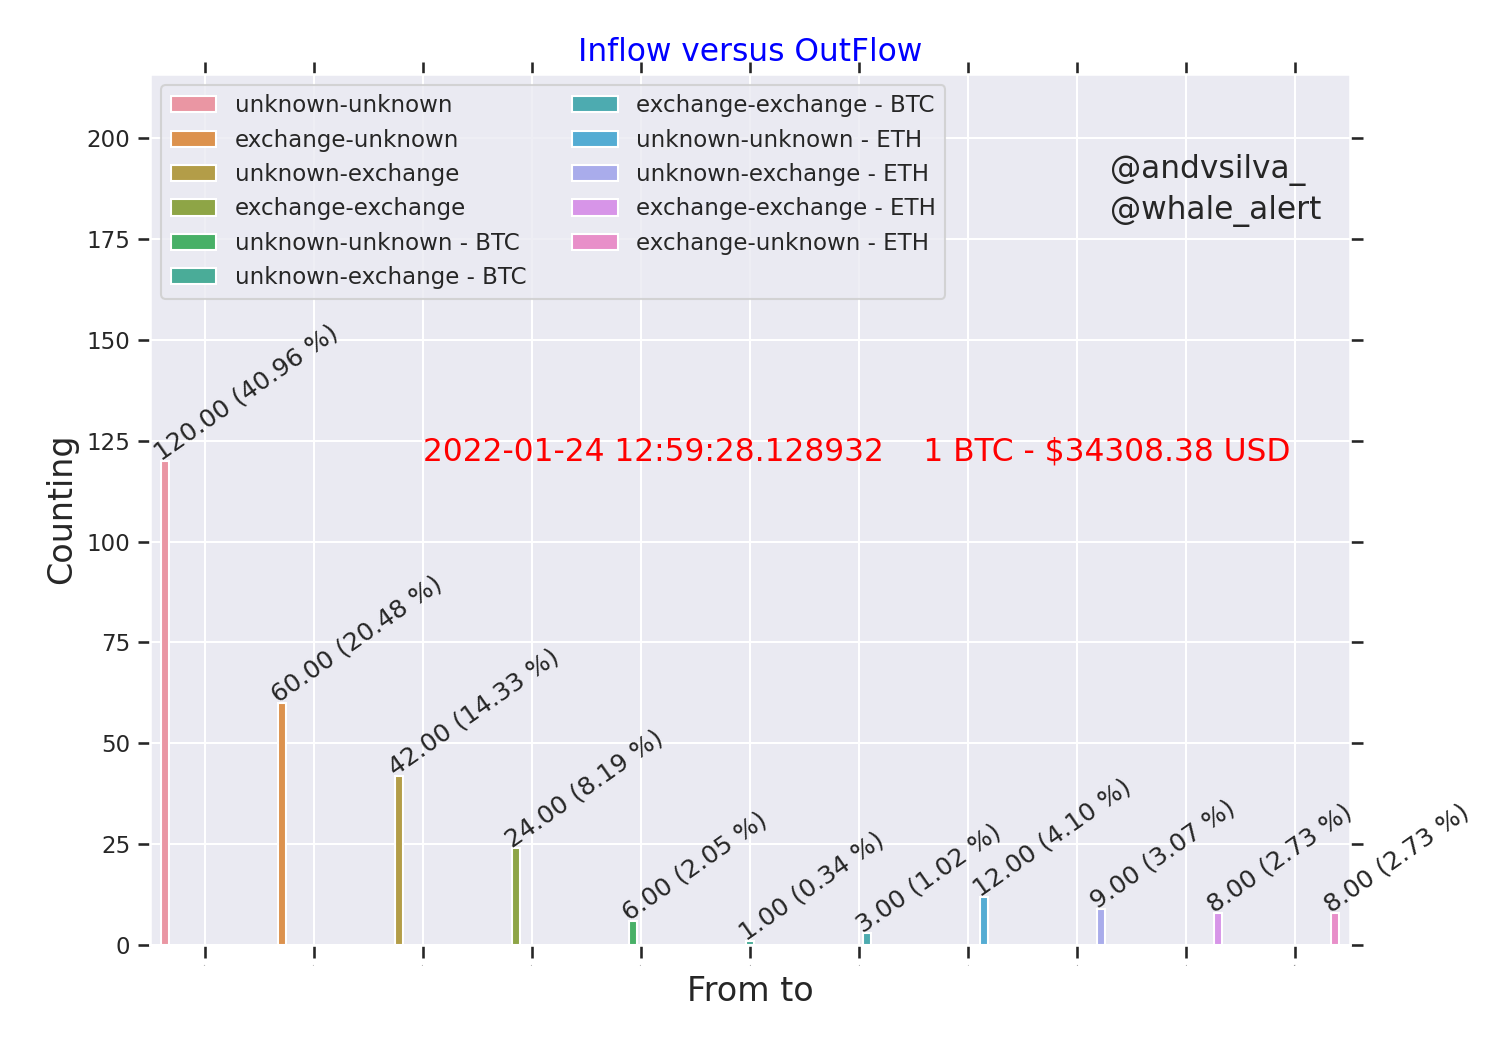 Inflow versus OutFlow
unknown-unknown
exchange-unknown
unknown-exchange
exchange-exchange
unknown-unknown - BTC
unknown-exchange - BTC
exchange-exchange - BTC
unknown-unknown - ETH
unknown-exchange - ETH
exchange-exchange - ETH
exchange-unknown - ETH
@andvsilva_
@whale_alert
2022-01-24 12:59:28.128932 1 BTC - $34308.38 USD
Counting
200
175
150
125
100
75
50
25
0
120.00 (40.96 %)
60.00 (20.48 %)
42.00 (14.33 %)
24.00 (8.19 %)
6.00 (2.05 %)
1.00 (0.34 %)
3.00 (1.02 %)
12.00 (4.10 %)
9.00 (3.07 %)
8.00 (2.73 %)
8.00 (2.73 %)
From to